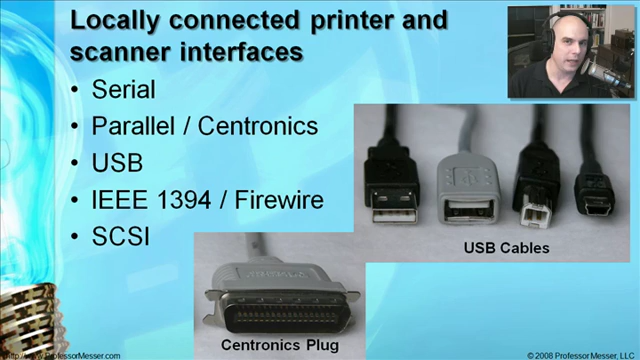 Locally connected printer and
scanner interfaces
• Serial
• Parallel / Centronics
• USB
• IEEE 1394 / Firewire
• SCSI
USB Cables
Centronics Plug
http://www.ProfessorMesser.com
© 2008 Professor Messer, LLC